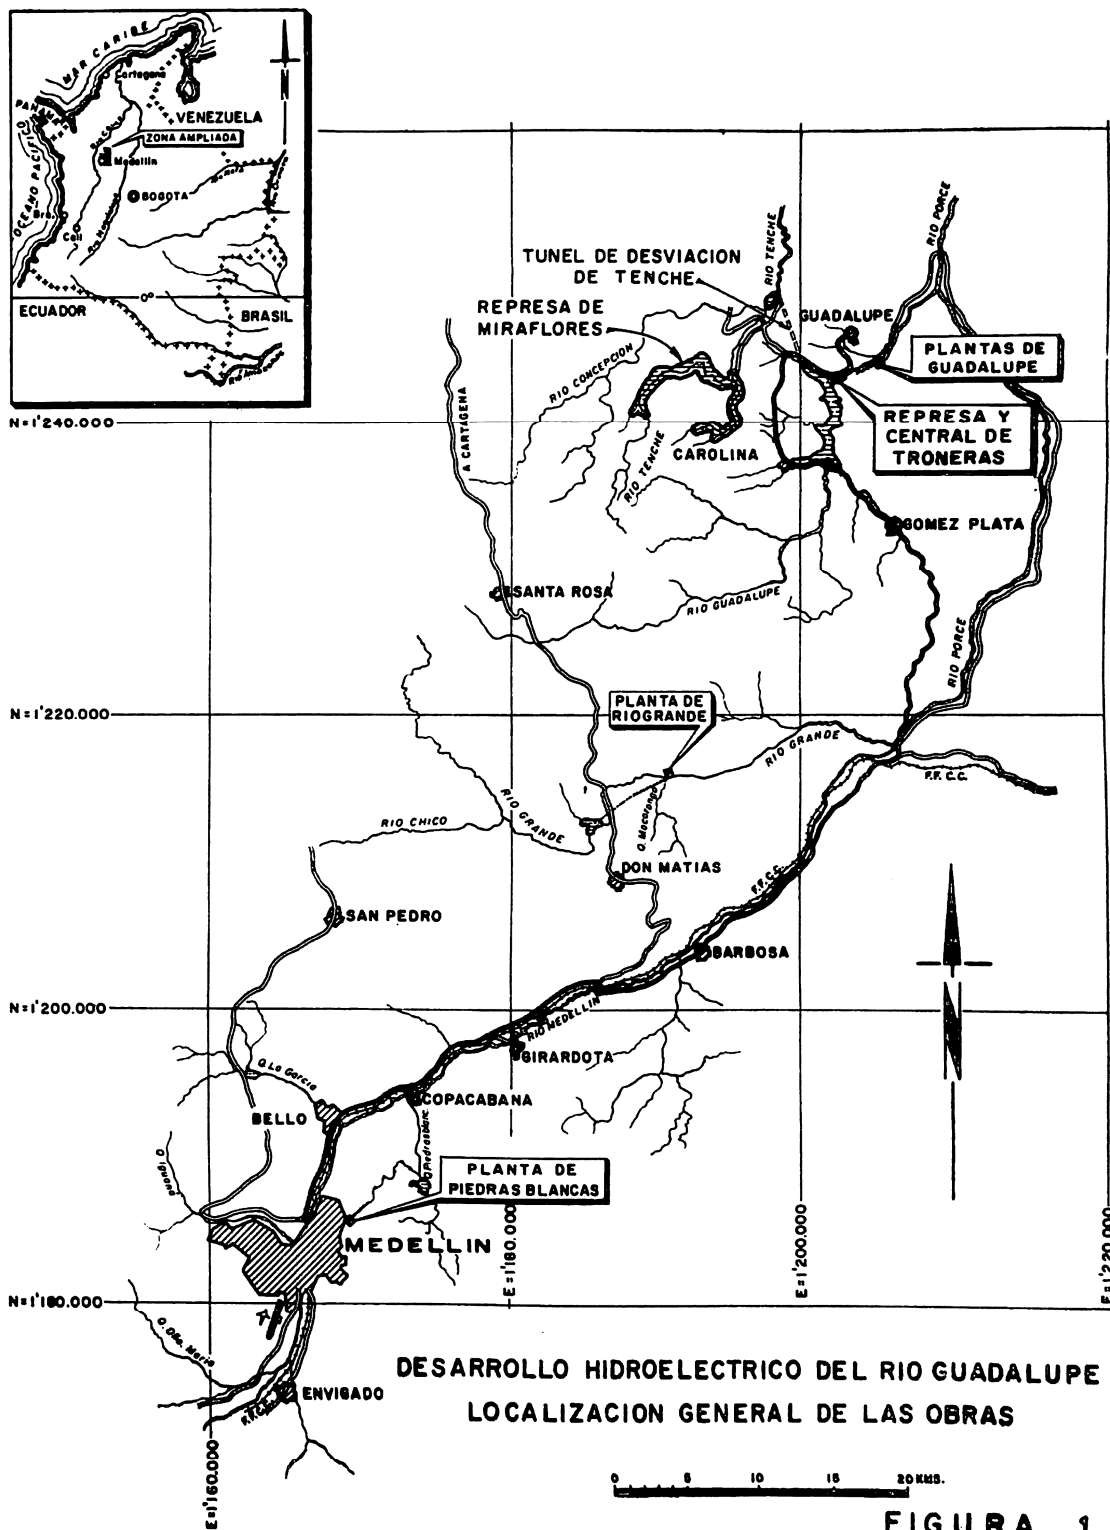 MAR CARIBE
Cartagena
PANAMA
VENEZUELA
ZONA AMPLIADA
OCEANO PACIFICO
Medellin
BOGOTA
Cali
ECUADOR
0°
BRASIL
N
RIO PORCE
RIO TENCHE
TUNEL DE DESVIACION
DE TENCHE
REPRESA DE
MIRAFLORES
GUADALUPE
PLANTAS DE
GUADALUPE
RIO CONCEPCION
REPRESA Y
CENTRAL DE
TRONERAS
N=1'240.000
A CARTAGENA
RIO TENCHE
CAROLINA
GOMEZ PLATA
SANTA ROSA
RIO GUADALUPE
RIO PORCE
PLANTA DE
RIOGRANDE
N=1'220.000
RIO GRANDE
F.F.C.C.
RIO GRANDE
RIO CHICO
DON MATIAS
F.F.C.C.
SAN PEDRO
BARBOSA
N=1'200.000
RIO MEDELLIN
GIRARDOTA
Q. La Garcia
COPACABANA
BELLO
PLANTA DE
PIEDRAS BLANCAS
MEDELLIN
E=1'180.000
E=1'200.000
E=1'220.000
N=1'180.000
N
Q. Dña. Maria
DESARROLLO HIDROELECTRICO DEL RIO GUADALUPE
LOCALIZACION GENERAL DE LAS OBRAS
ENVIGADO
F.F.C.C.
E=1'160.000
0 5 10 15 20 KMS.
FIGURA 1